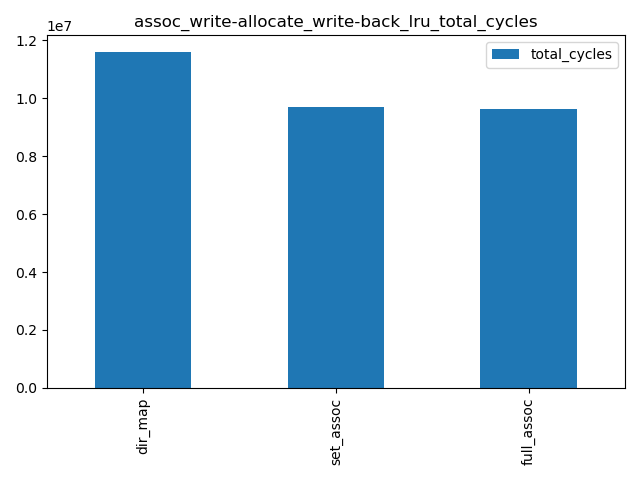 assoc_write-allocate_write-back_lru_total_cycles
1e7
total_cycles
1.2
1.0
0.8
0.6
0.4
0.2
0.0
dir_map
set_assoc
full_assoc